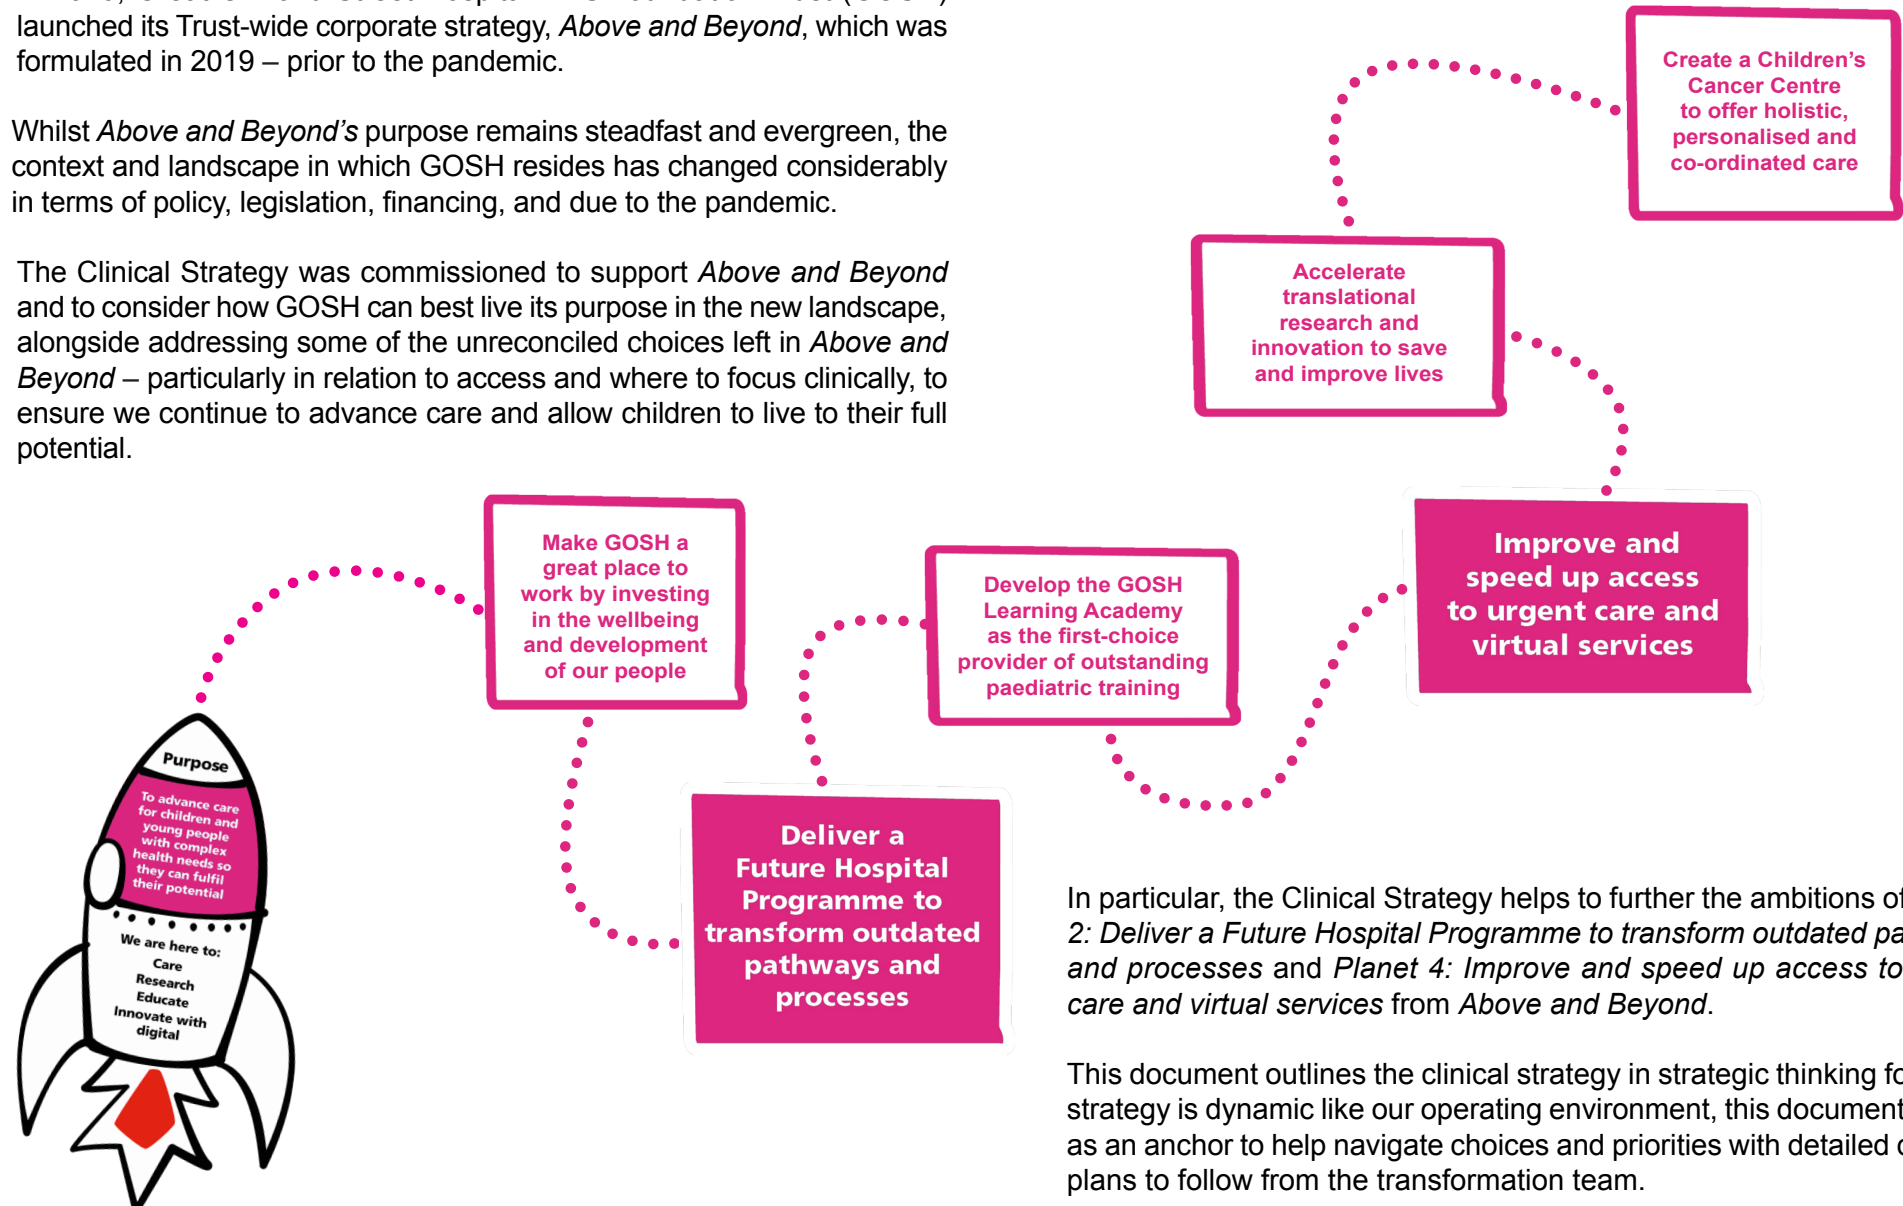 launched its Trust-wide corporate strategy, Above and Beyond, which was
formulated in 2019 – prior to the pandemic.
Whilst Above and Beyond’s purpose remains steadfast and evergreen, the
context and landscape in which GOSH resides has changed considerably
in terms of policy, legislation, financing, and due to the pandemic.
The Clinical Strategy was commissioned to support Above and Beyond
and to consider how GOSH can best live its purpose in the new landscape,
alongside addressing some of the unreconciled choices left in Above and
Beyond – particularly in relation to access and where to focus clinically, to
ensure we continue to advance care and allow children to live to their full
potential.
Purpose
To advance care
for children and
young people
with complex
health needs so
they can fulfil
their potential
We are here to:
Care
Research
Educate
Innovate with
digital
Make GOSH a
great place to
work by investing
in the wellbeing
and development
of our people
Deliver a
Future Hospital
Programme to
transform outdated
pathways and
processes
Develop the GOSH
Learning Academy
as the first-choice
provider of outstanding
paediatric training
Improve and
speed up access
to urgent care and
virtual services
Accelerate
translational
research and
innovation to save
and improve lives
Create a Children’s
Cancer Centre
to offer holistic,
personalised and
co-ordinated care
In particular, the Clinical Strategy helps to further the ambitions of
2: Deliver a Future Hospital Programme to transform outdated
and processes and Planet 4: Improve and speed up access to
care and virtual services from Above and Beyond.
This document outlines the clinical strategy in strategic thinking
strategy is dynamic like our operating environment, this document
as an anchor to help navigate choices and priorities with detailed
plans to follow from the transformation team.